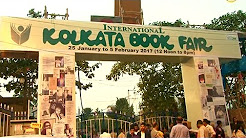 INTERNATIONAL
KOLKATA BOOK FAIR
25 January to 5 February 2017 (12 Noon to 8pm)